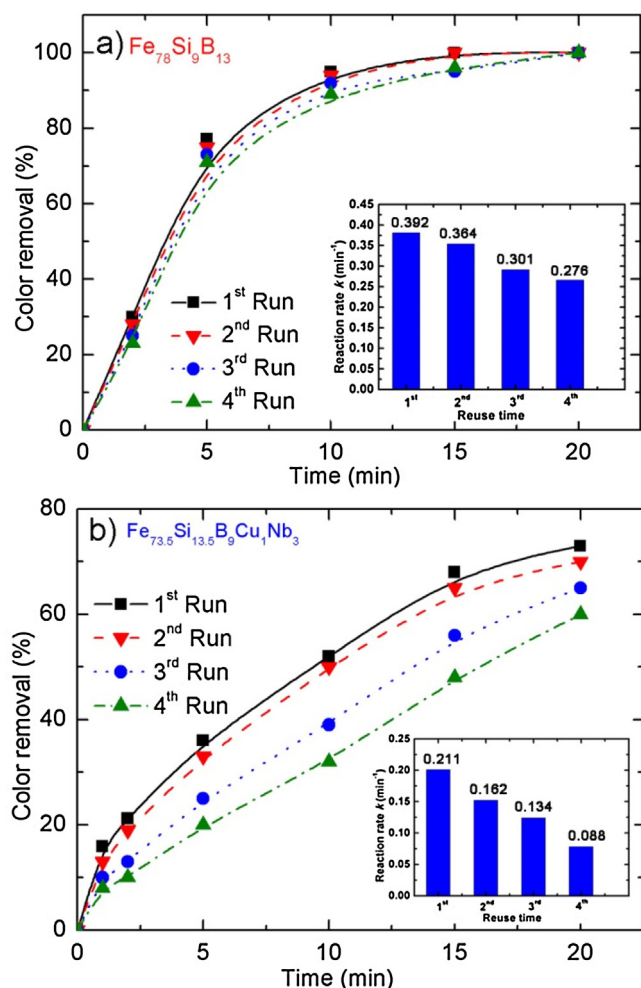 a) Fe78Si9B13
100
80
60
40
20
0
Color removal (%)
1st Run
2nd Run
3rd Run
4th Run
0 5 10 15 20
Time (min)
0.45
0.40
0.35
0.30
0.25
0.20
0.15
0.10
0.05
0.00
Reaction rate k (min-1)
0.392
0.364
0.301
0.276
1st 2nd 3rd 4th
Reuse time
b) Fe73.5Si13.5B9Cu1Nb3
80
60
40
20
0
Color removal (%)
1st Run
2nd Run
3rd Run
4th Run
0 5 10 15 20
Time (min)
0.25
0.20
0.15
0.10
0.05
0.00
Reaction rate k (min-1)
0.211
0.162
0.134
0.088
1st 2nd 3rd 4th
Reuse time